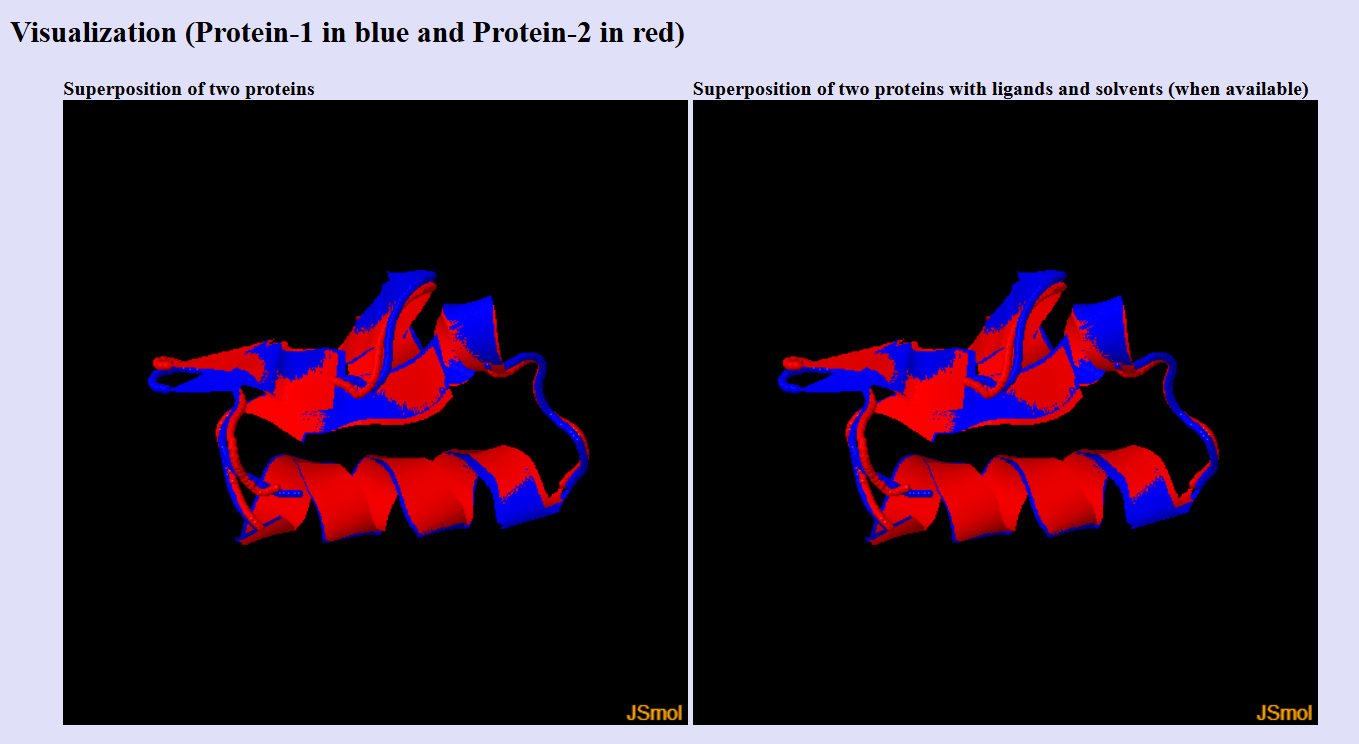 Visualization (Protein-1 in blue and Protein-2 in red)
Superposition of two proteins
Superposition of two proteins with ligands and solvents (when available)
JSmol
JSmol